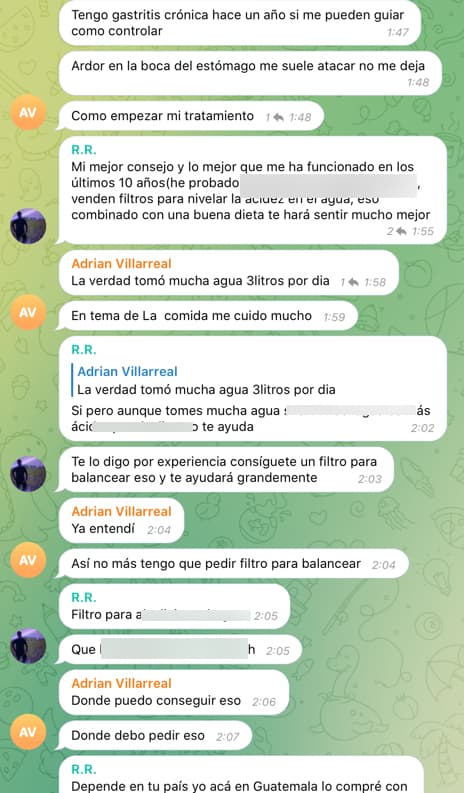 Tengo gastritis crónica hace un año si me pueden guiar
como controlar
1:47
Ardor en la boca del estómago me suele atacar no me deja
1:48
AV
Como empezar mi tratamiento 1 1:48
R.R.
Mi mejor consejo y lo mejor que me ha funcionado en los
últimos 10 años(he probado
venden filtros para nivelar la acidez en el agua, eso
combinado con una buena dieta te hará sentir mucho mejor
2 1:55
Adrian Villarreal
La verdad tomó mucha agua 3litros por dia 1 1:58
AV
En tema de La comida me cuido mucho 1:59
R.R.
Adrian Villarreal
La verdad tomó mucha agua 3litros por dia
Si pero aunque tomes mucha agua
te ayuda
2:02
Te lo digo por experiencia consíguete un filtro para
balancear eso y te ayudará grandemente 2:03
Adrian Villarreal
Ya entendí 2:04
AV
Así no más tengo que pedir filtro para balancear 2:04
R.R.
Filtro para 2:05
Que 2:05
Adrian Villarreal
Donde puedo conseguir eso 2:06
AV
Donde debo pedir eso 2:07
R.R.
Depende en tu país yo acá en Guatemala lo compré con